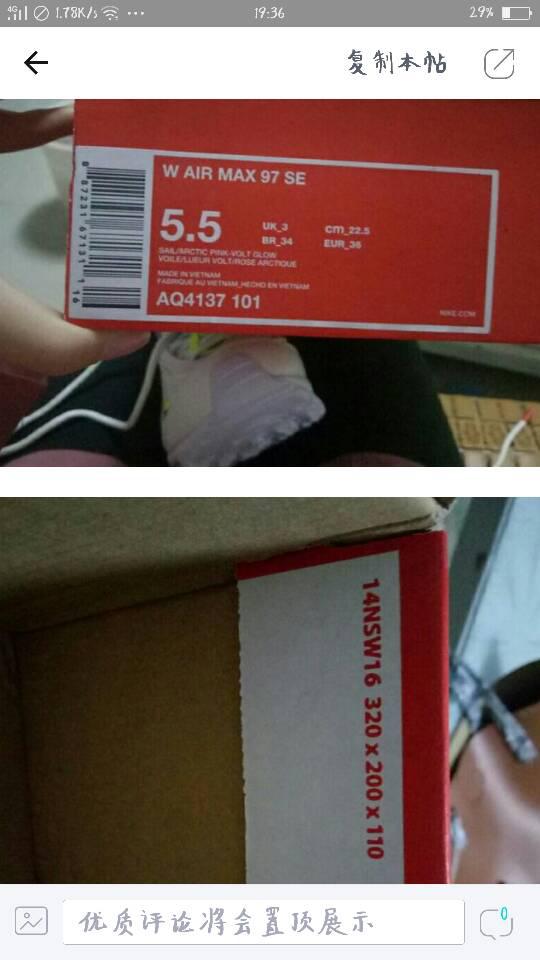 4G 1.78K/s 19:36 29%
复制本帖
W AIR MAX 97 SE
5.5
UK_3 cm_22.5
BR_34 EUR_36
SAIL/ARCTIC PINK-VOLT GLOW
VOILE/LUEUR VOLT/ROSE ARCTIQUE
MADE IN VIETNAM
FABRIQUE AU VIETNAM_HECHO EN VIETNAM
AQ4137 101
NIKE.COM
14NSW16 320 x 200 x 110
优质评论将会置顶展示
0